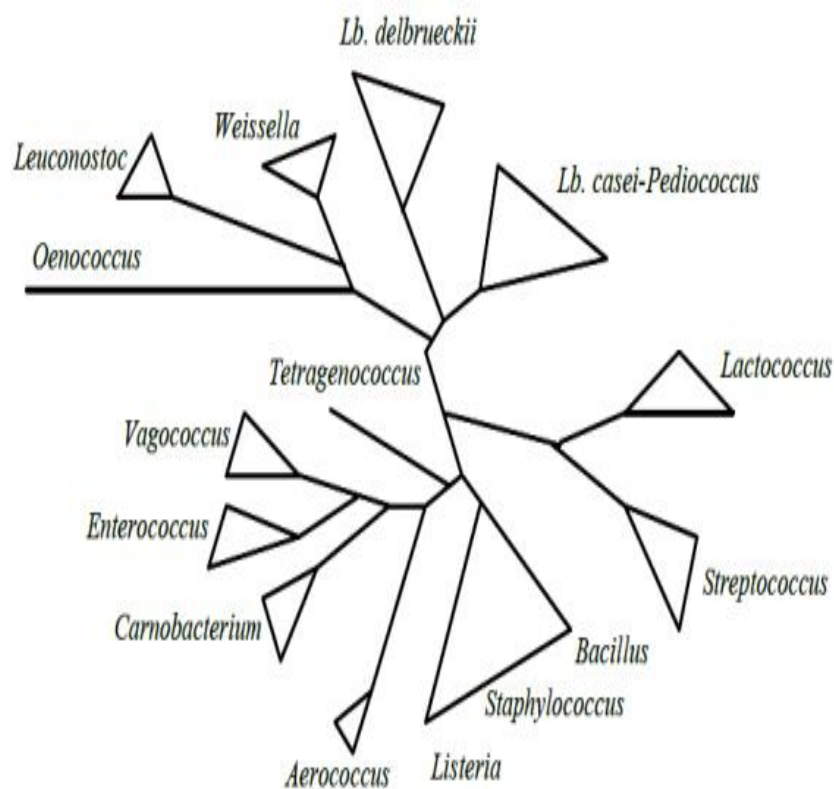 Lb. delbrueckii
Weissella
Leuconostoc
Lb. casei-Pediococcus
Oenococcus
Tetragenococcus
Lactococcus
Vagococcus
Enterococcus
Streptococcus
Carnobacterium
Bacillus
Staphylococcus
Aerococcus
Listeria